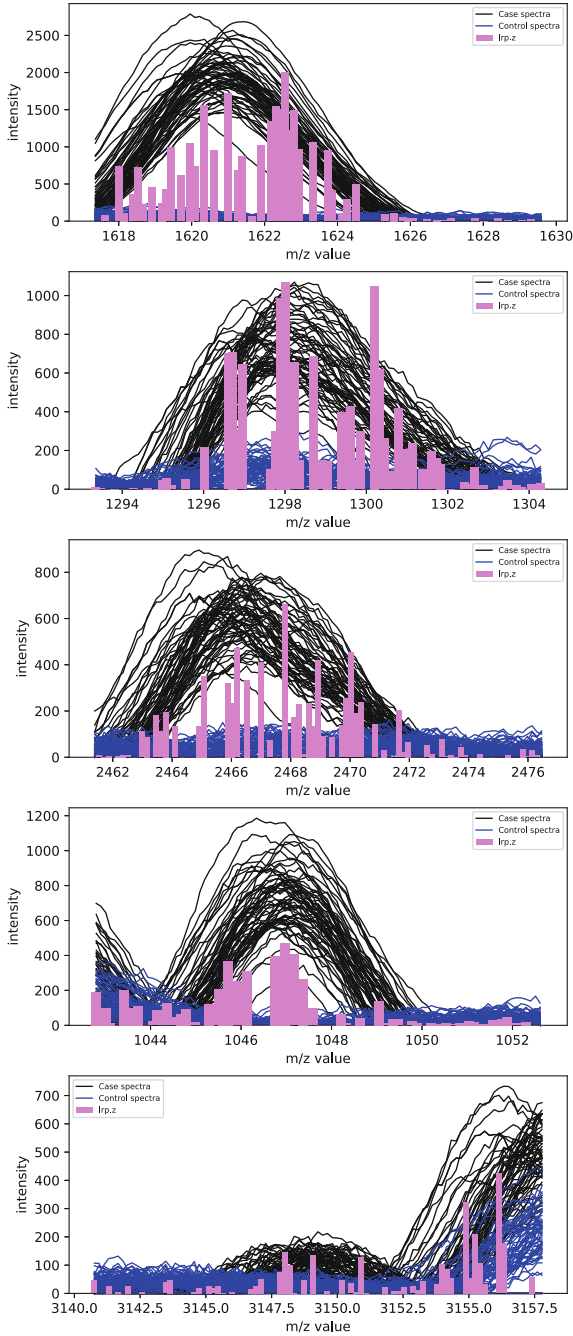 2500
2000
1500
1000
500
0
intensity
Case spectra
Control spectra
lrp.z
1618 1620 1622 1624 1626 1628 1630
m/z value
1000
800
600
400
200
0
intensity
Case spectra
Control spectra
lrp.z
1294 1296 1298 1300 1302 1304
m/z value
800
600
400
200
0
intensity
Case spectra
Control spectra
lrp.z
2462 2464 2466 2468 2470 2472 2474 2476
m/z value
1200
1000
800
600
400
200
0
intensity
Case spectra
Control spectra
lrp.z
1044 1046 1048 1050 1052
m/z value
700
600
500
400
300
200
100
0
intensity
Case spectra
Control spectra
lrp.z
3140.0 3142.5 3145.0 3147.5 3150.0 3152.5 3155.0 3157.5
m/z value